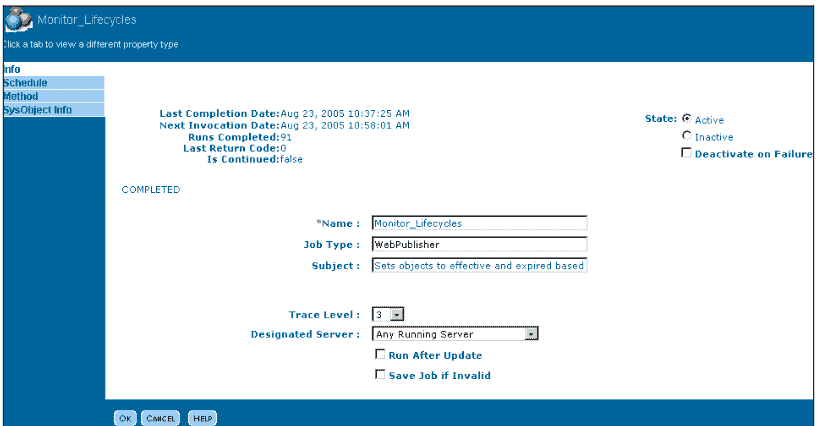 Monitor_Lifecycles
Click a tab to view a different property type
Info
Schedule
Method
SysObject Info
Last Completion Date:Aug 23, 2005 10:37:25 AM
Next Invocation Date:Aug 23, 2005 10:58:01 AM
Runs Completed:91
Last Return Code:0
Is Continued:false
State: Active
Inactive
Deactivate on Failure
COMPLETED
*Name : Monitor_Lifecycles
Job Type : WebPublisher
Subject : Sets objects to effective and expired based
Trace Level : 3
Designated Server : Any Running Server
Run After Update
Save Job if Invalid
OK CANCEL HELP